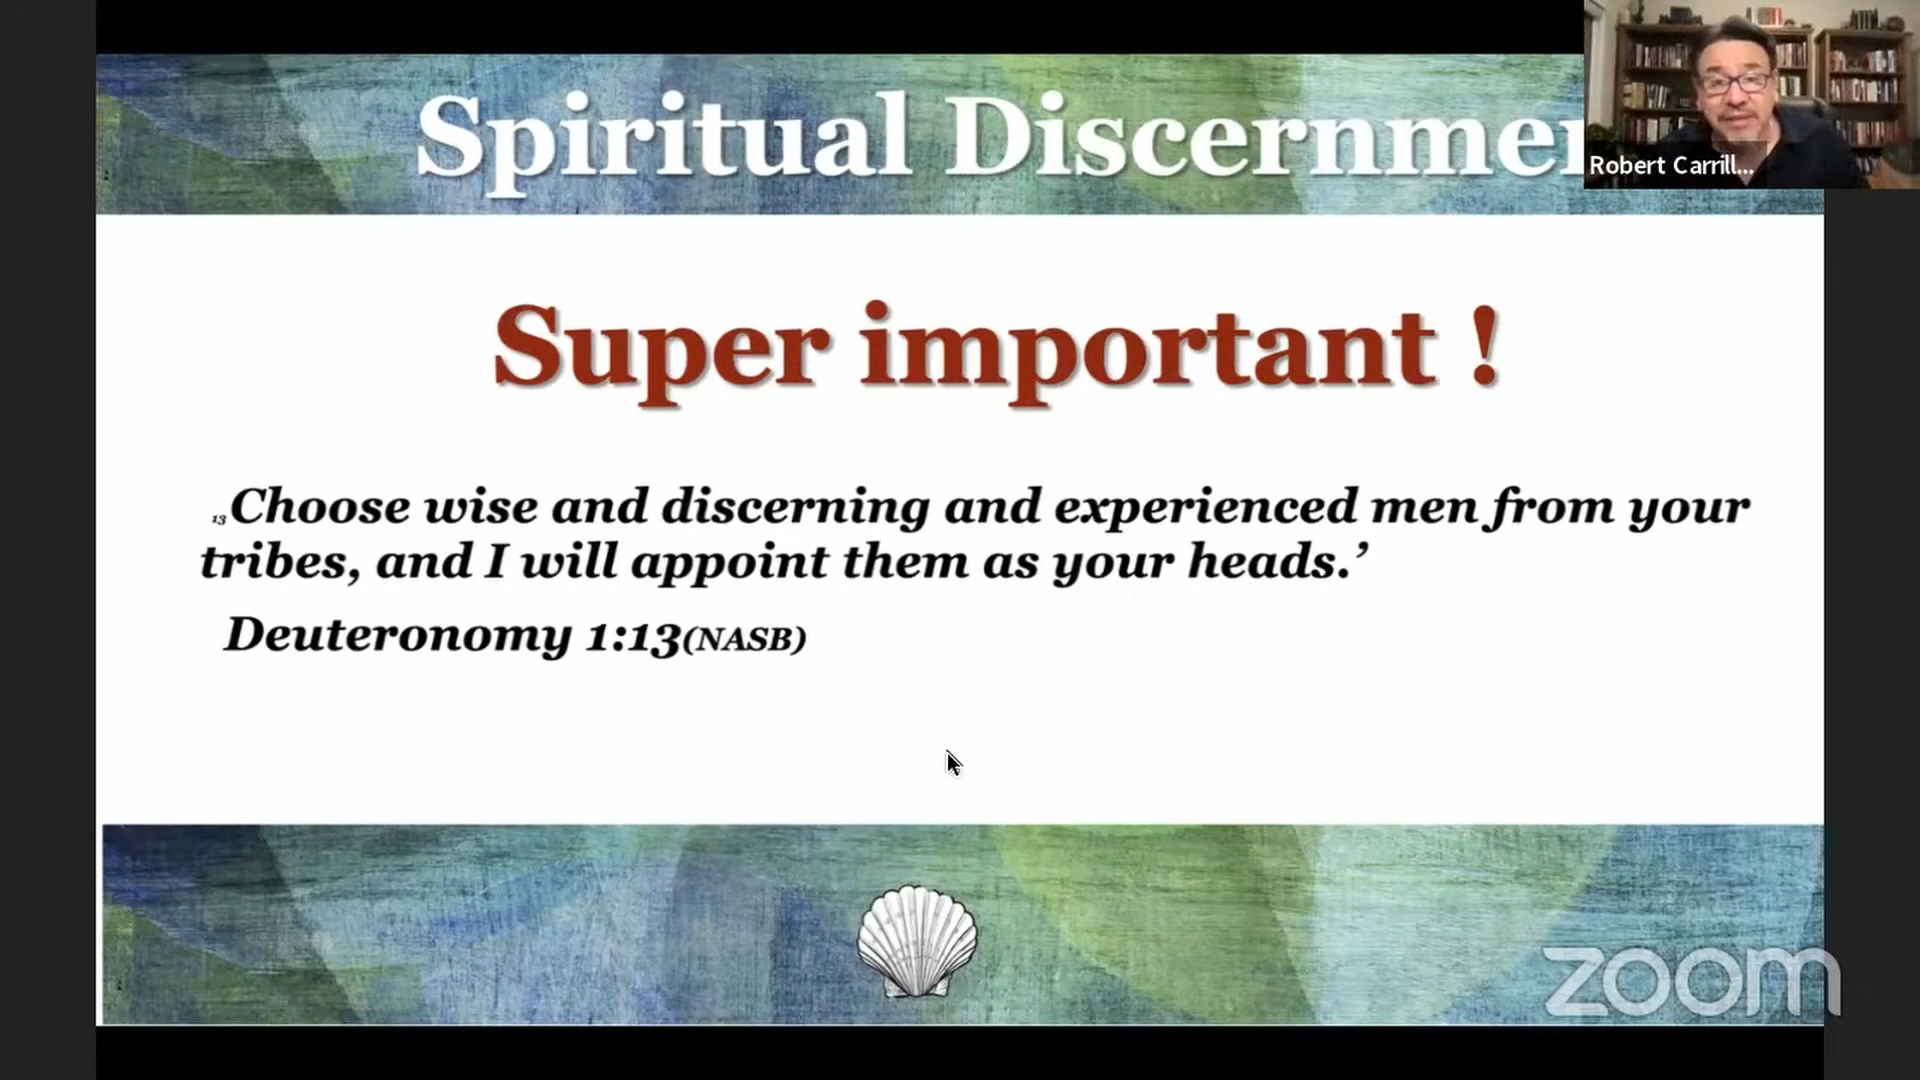 Spiritual Discernmen
Robert Carrill...
Super important !
13Choose wise and discerning and experienced men from your
tribes, and I will appoint them as your heads.’
Deuteronomy 1:13(NASB)
zoom